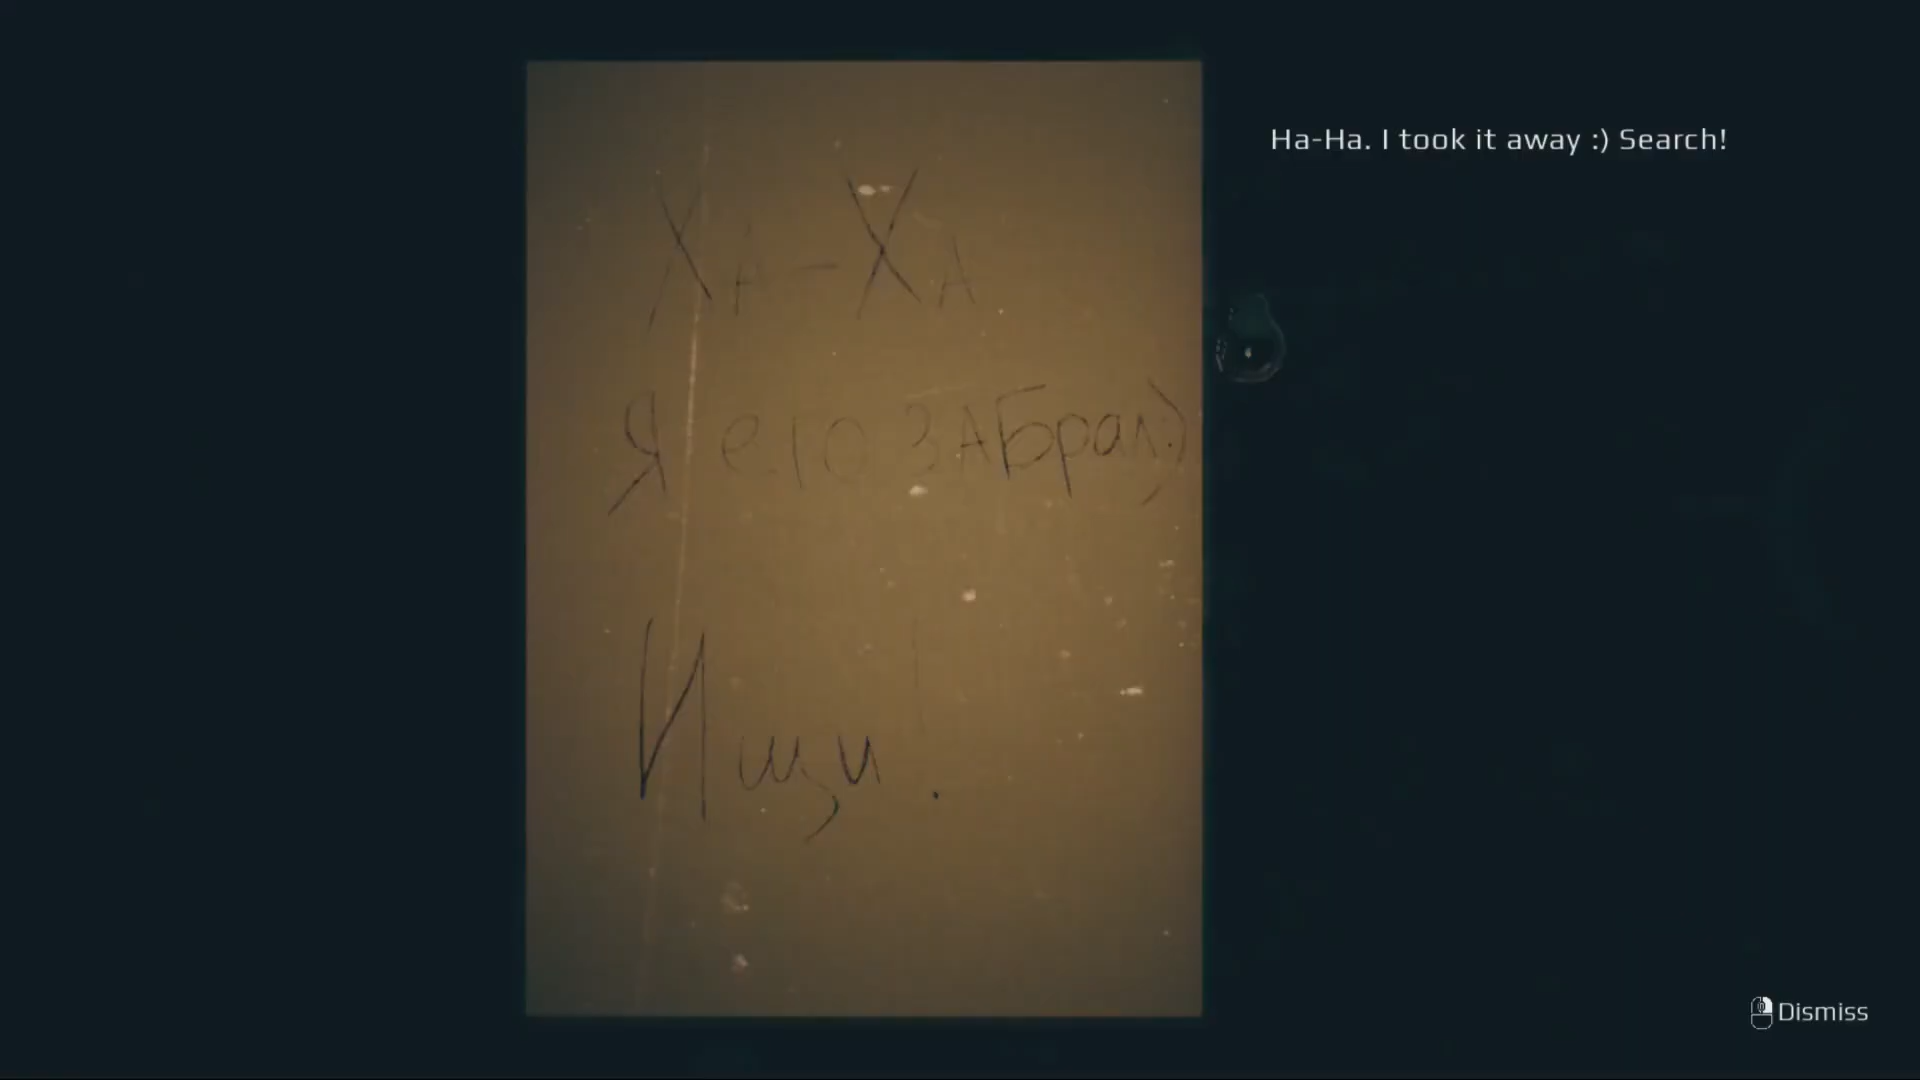 Ха-Ха
Я его забрал:)
Ищи!
Ha-Ha. I took it away :) Search!
Dismiss